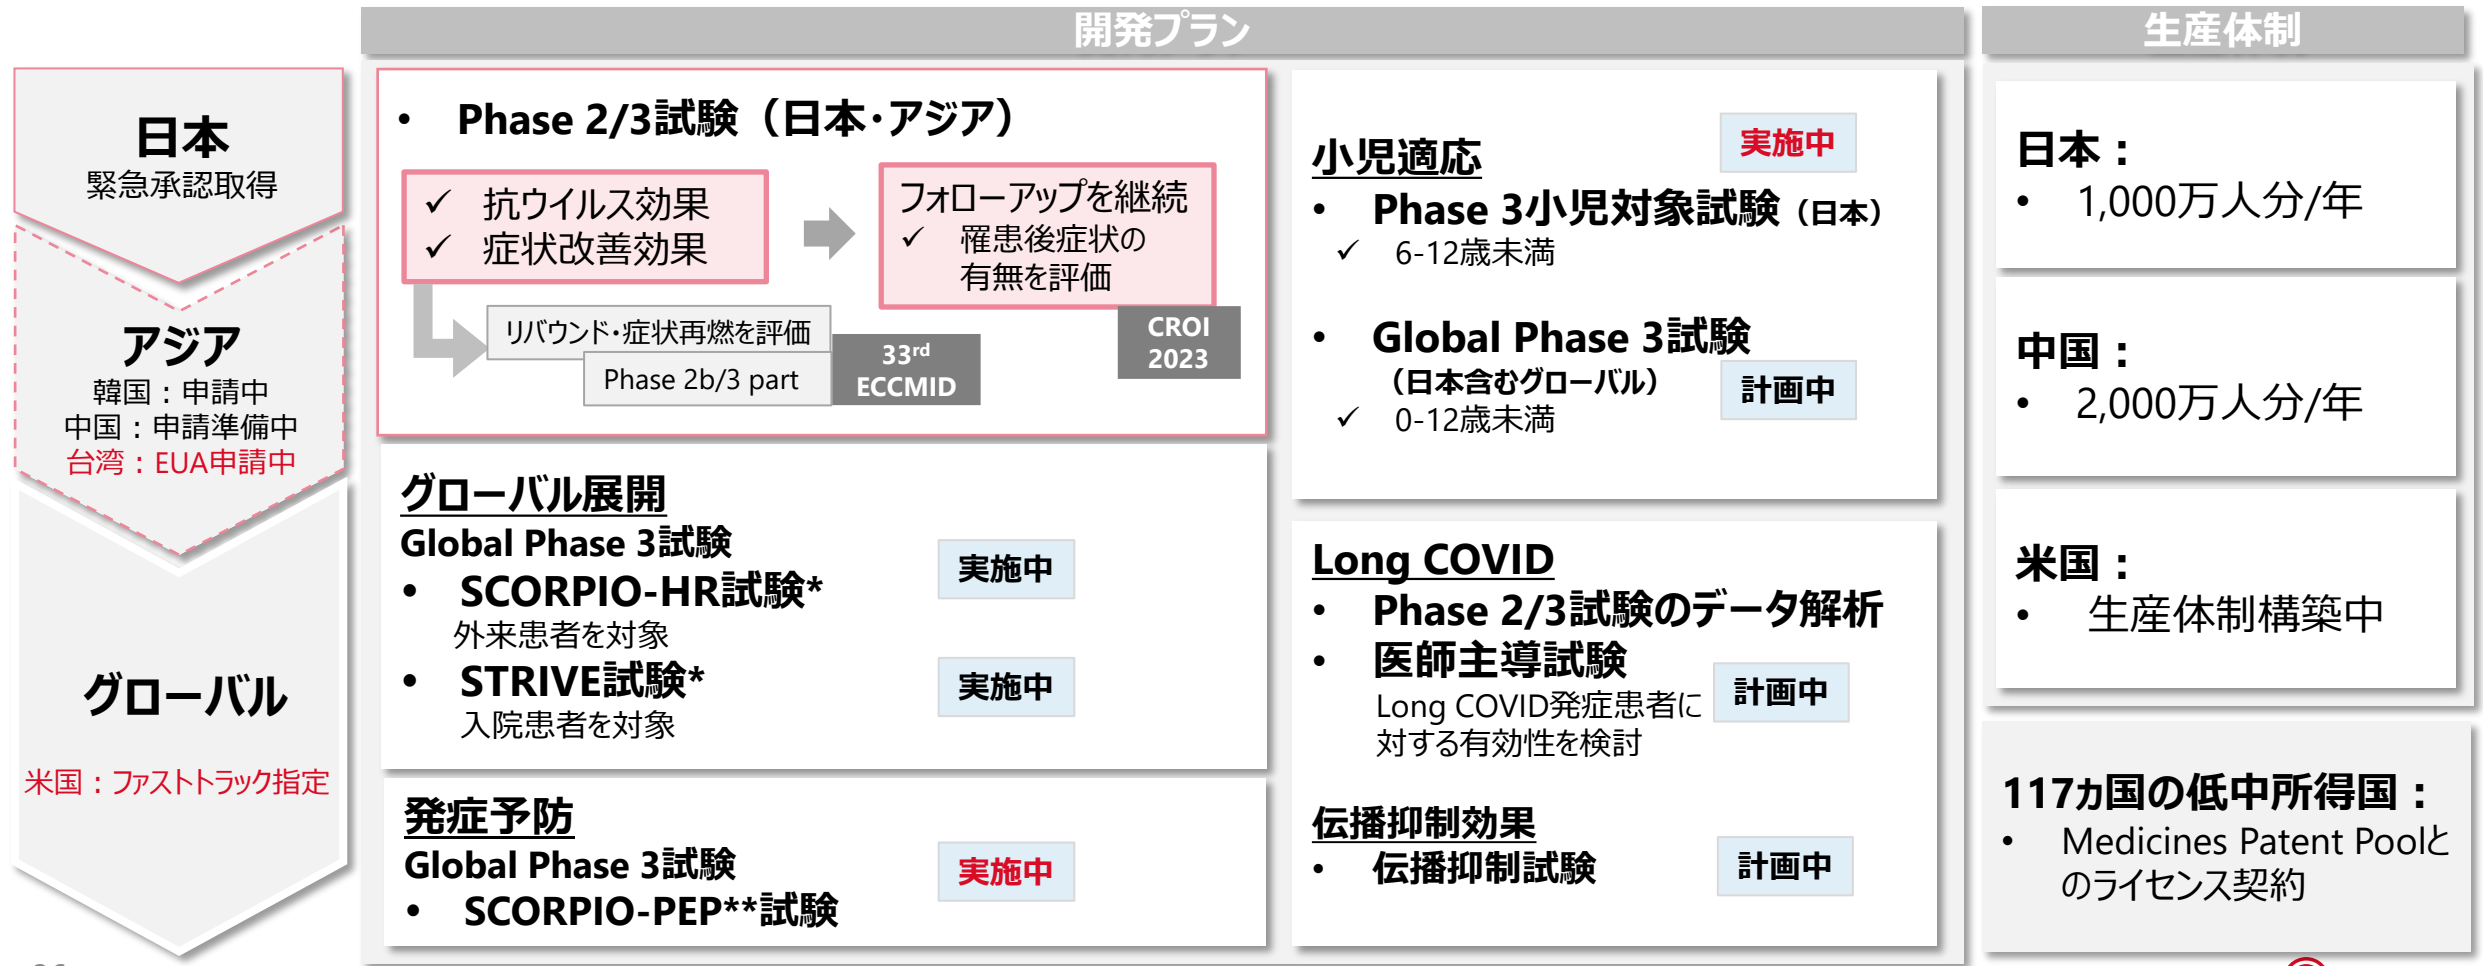 開発プラン
生産体制
日本
緊急承認取得
アジア
韓国：申請中
中国：申請準備中
台湾：EUA申請中
グローバル
米国：ファストトラック指定
• Phase 2/3試験（日本・アジア）
✓ 抗ウイルス効果
✓ 症状改善効果
フォローアップを継続
✓ 罹患後症状の
有無を評価
リバウンド・症状再燃を評価
Phase 2b/3 part
33rd
ECCMID
CROI
2023
グローバル展開
Global Phase 3試験
• SCORPIO-HR試験*
外来患者を対象
実施中
• STRIVE試験*
入院患者を対象
実施中
発症予防
Global Phase 3試験
• SCORPIO-PEP**試験
実施中
小児適応
実施中
• Phase 3小児対象試験（日本）
✓ 6-12歳未満
• Global Phase 3試験
（日本含むグローバル）
計画中
✓ 0-12歳未満
Long COVID
• Phase 2/3試験のデータ解析
• 医師主導試験
計画中
Long COVID発症患者に
対する有効性を検討
伝播抑制効果
• 伝播抑制試験
計画中
日本：
• 1,000万人分/年
中国：
• 2,000万人分/年
米国：
• 生産体制構築中
117ヵ国の低中所得国：
• Medicines Patent Poolと
のライセンス契約